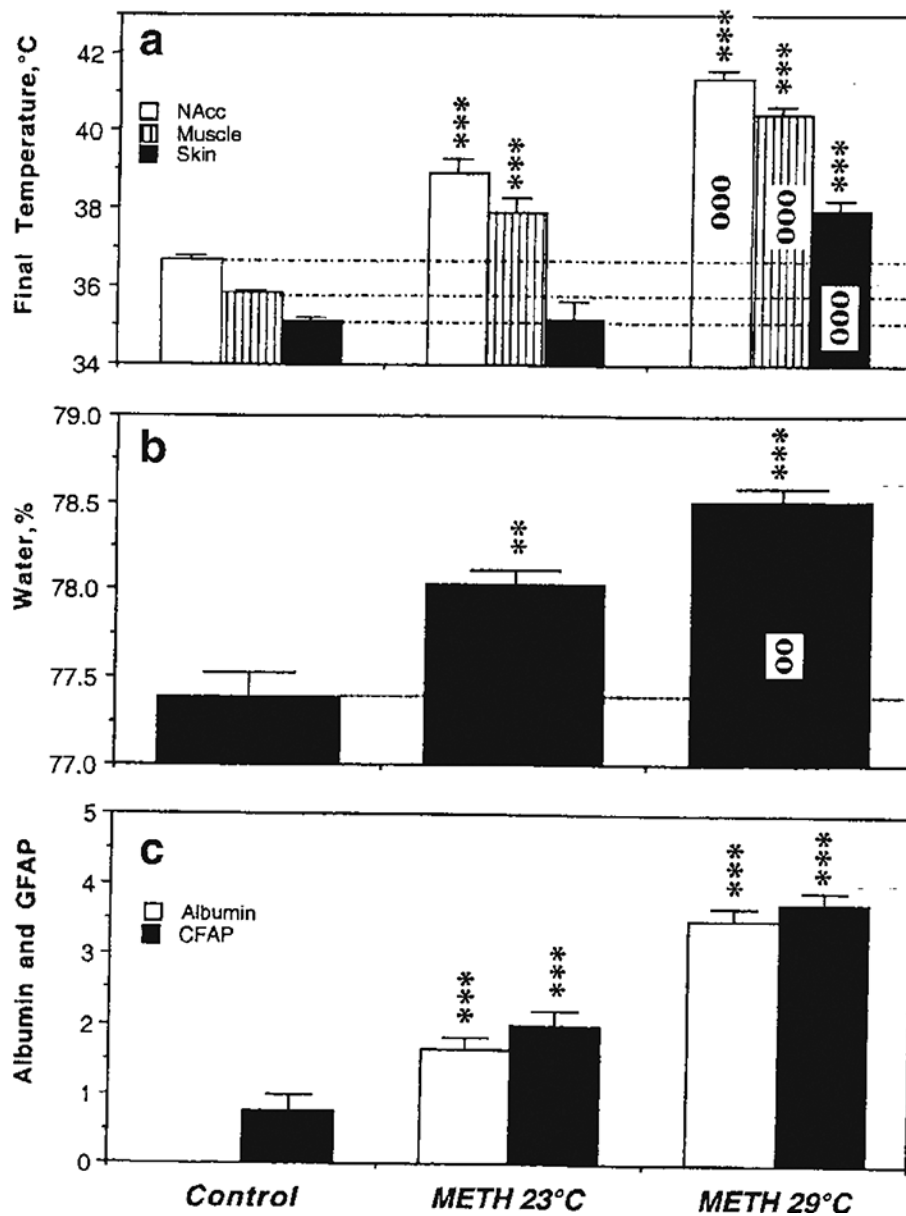 a
Final Temperature, °C
42
40
38
36
34
NAcc
Muscle
Skin
***
***
***
***
***
000
000
000
b
Water, %
79.0
78.5
78.0
77.5
77.0
**
***
00
c
Albumin and GFAP
5
4
3
2
1
0
Albumin
CFAP
***
***
***
***
Control
METH 23°C
METH 29°C